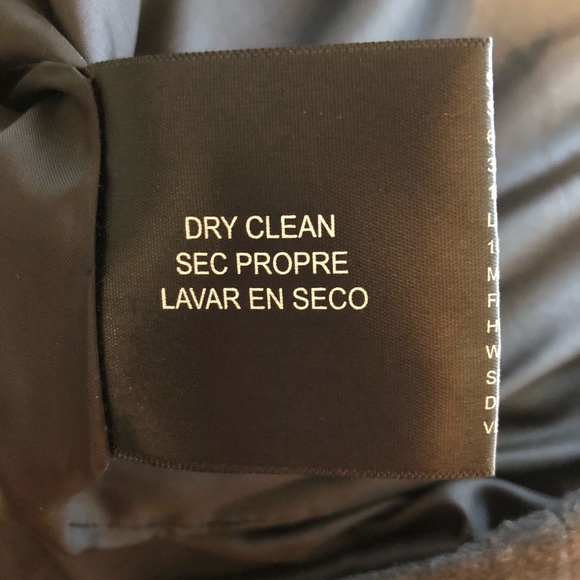 DRY CLEAN
SEC PROPRE
LAVAR EN SECO